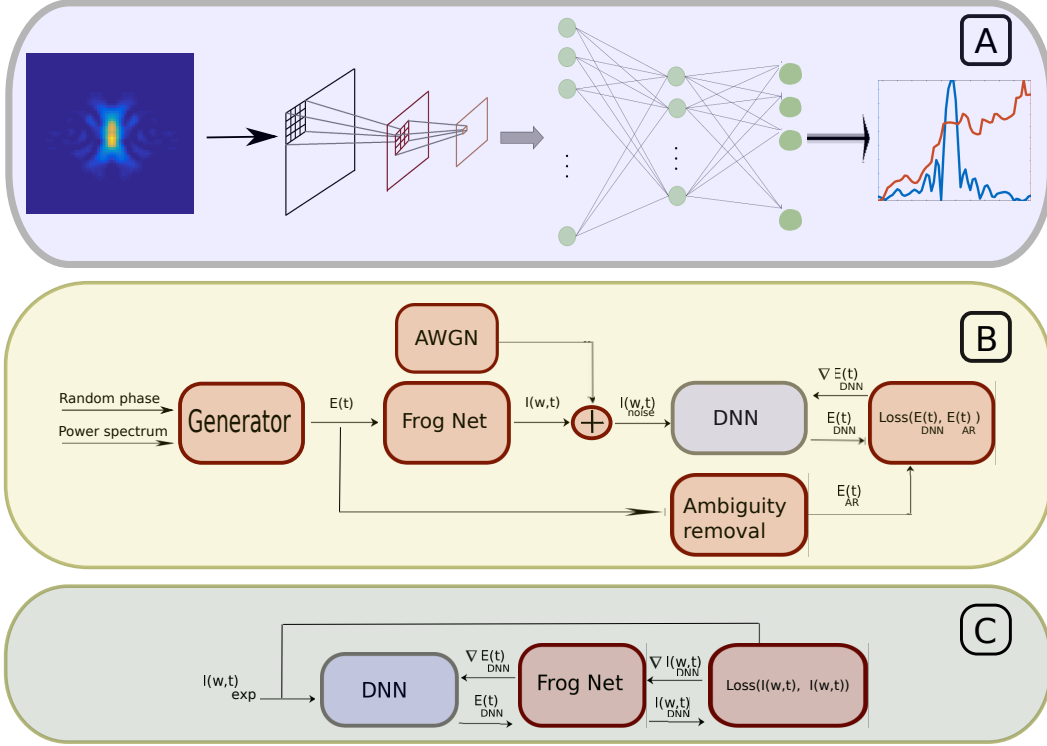 A
B
AWGN
Random phase
Power spectrum
Generator
E(t)
Frog Net
I(w,t)
+
I(w,t)
noise
DNN
∇ E(t)
DNN
E(t)
DNN
Loss(E(t), E(t) )
DNN AR
Ambiguity
removal
E(t)
AR
C
I(w,t)
exp
DNN
∇ E(t)
DNN
E(t)
DNN
Frog Net
∇ I(w,t)
DNN
I(w,t)
DNN
Loss(I(w,t), I(w,t))